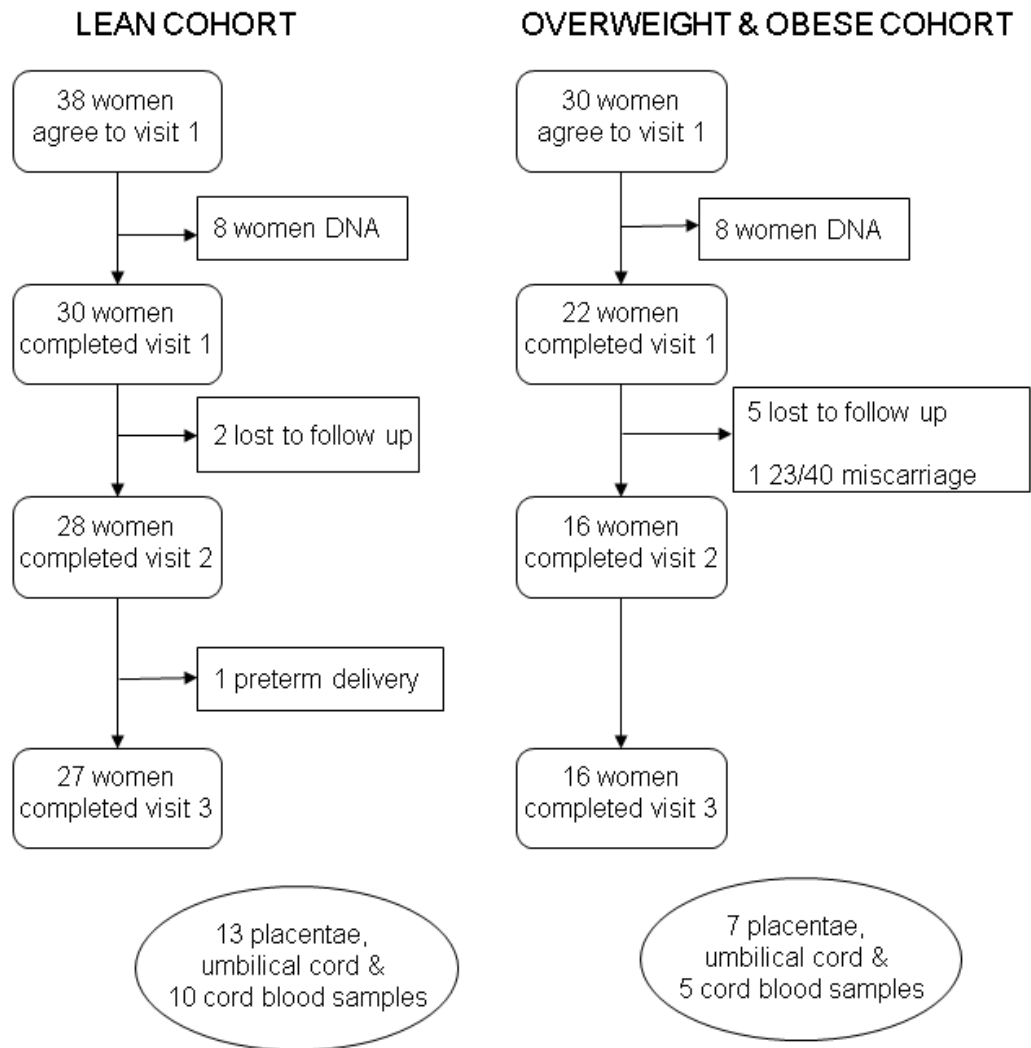 LEAN COHORT
38 women
agree to visit 1
8 women DNA
30 women
completed visit 1
2 lost to follow up
28 women
completed visit 2
1 preterm delivery
27 women
completed visit 3
13 placentae,
umbilical cord &
10 cord blood samples
OVERWEIGHT & OBESE COHORT
30 women
agree to visit 1
8 women DNA
22 women
completed visit 1
5 lost to follow up
1 23/40 miscarriage
16 women
completed visit 2
16 women
completed visit 3
7 placentae,
umbilical cord &
5 cord blood samples